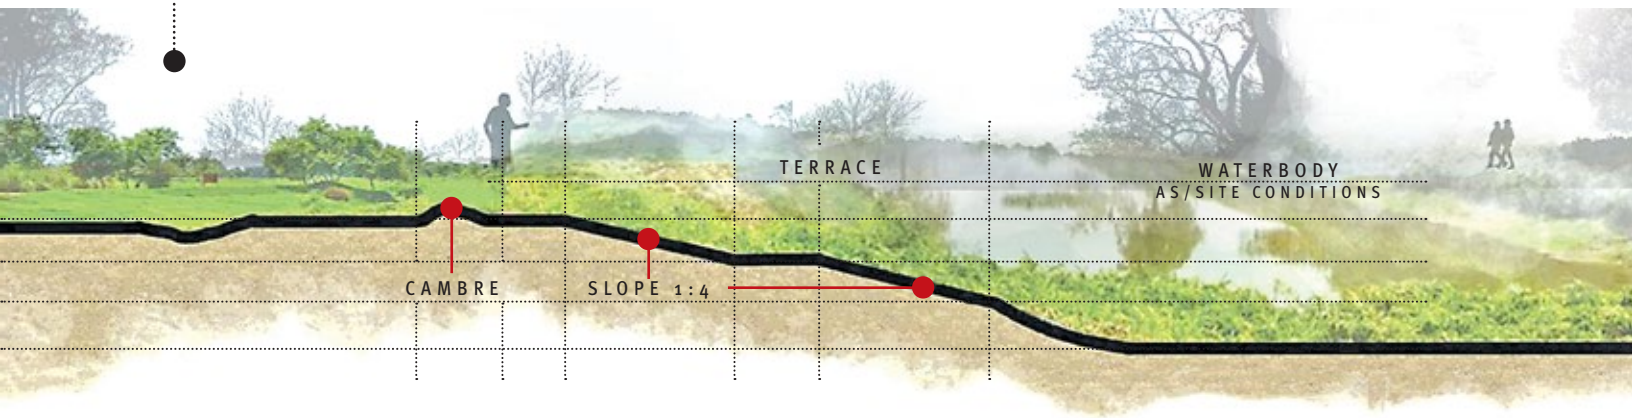 TERRACE
WATERBODY
AS/SITE CONDITIONS
CAMBRE
SLOPE 1:4